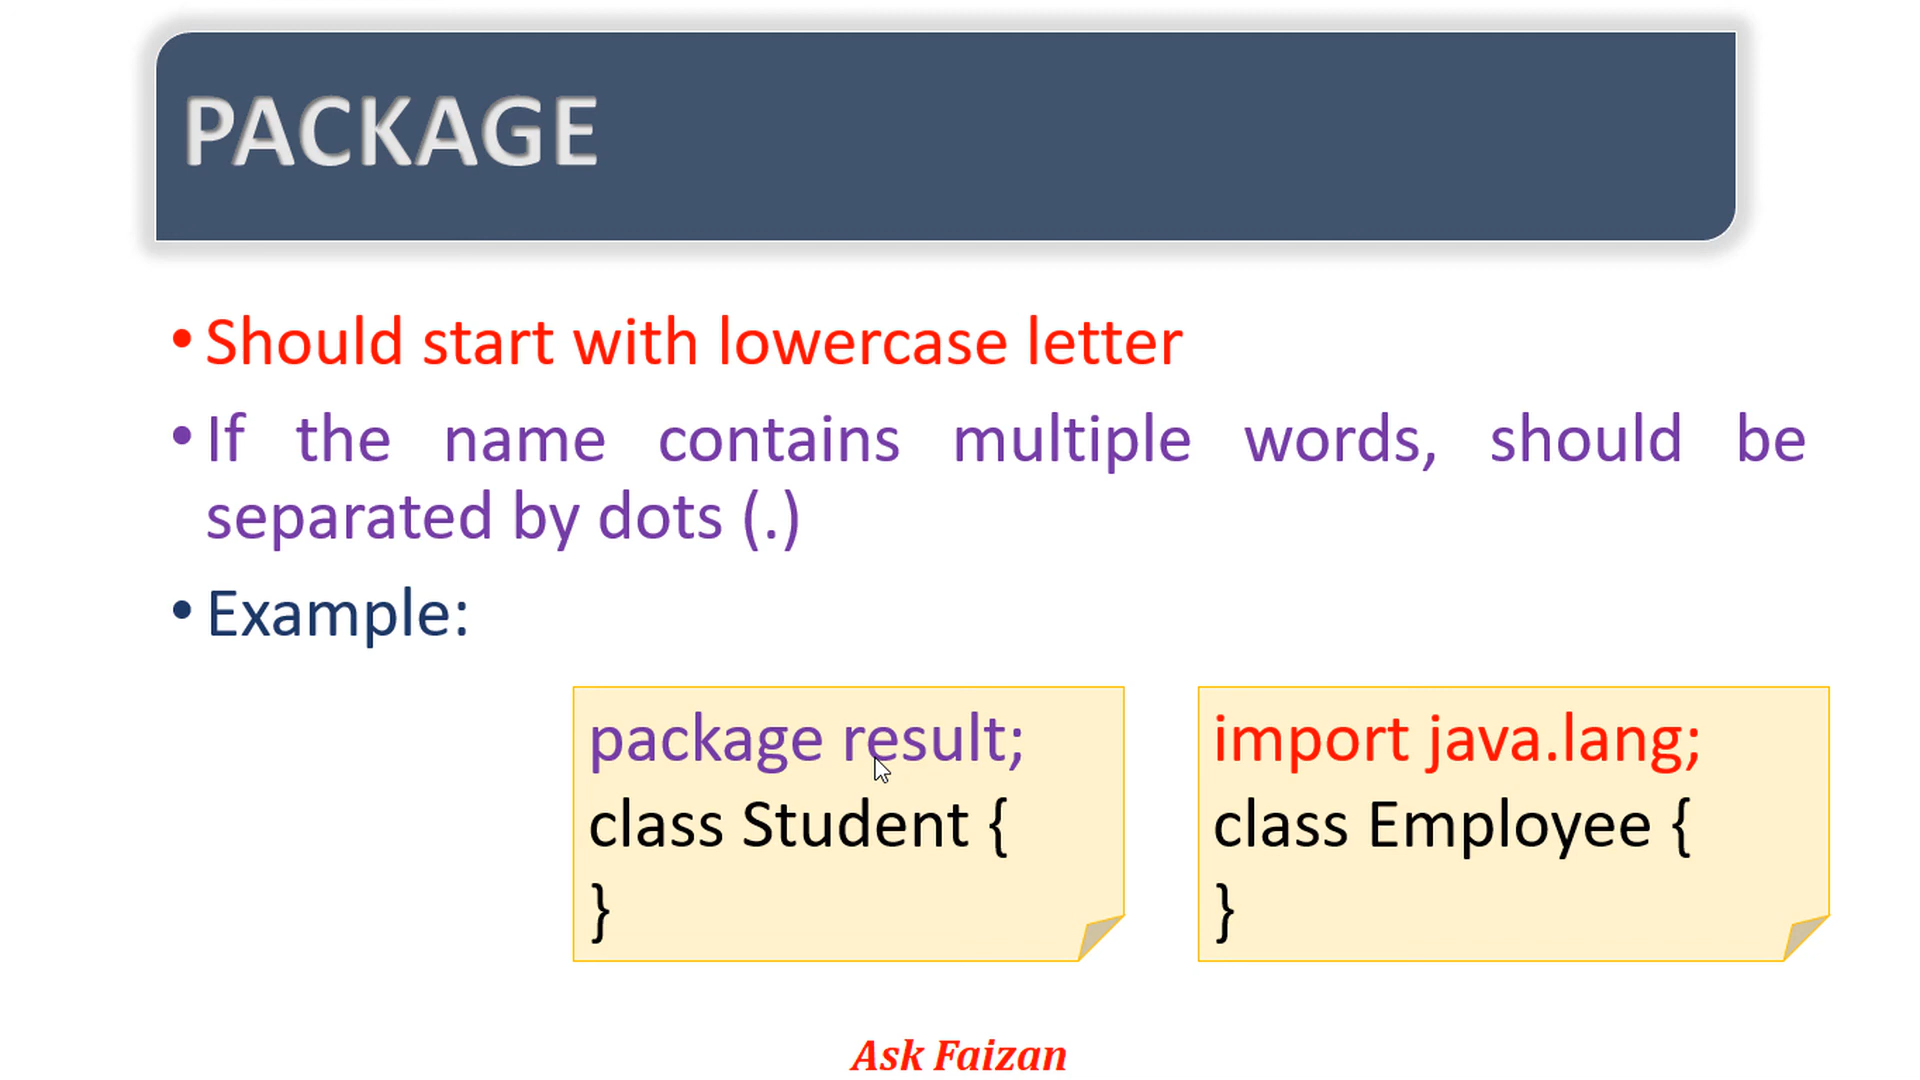 PACKAGE
• Should start with lowercase letter
• If the name contains multiple words, should be
separated by dots (.)
• Example:
package result;
class Student {
}
import java.lang;
class Employee {
}
Ask Faizan